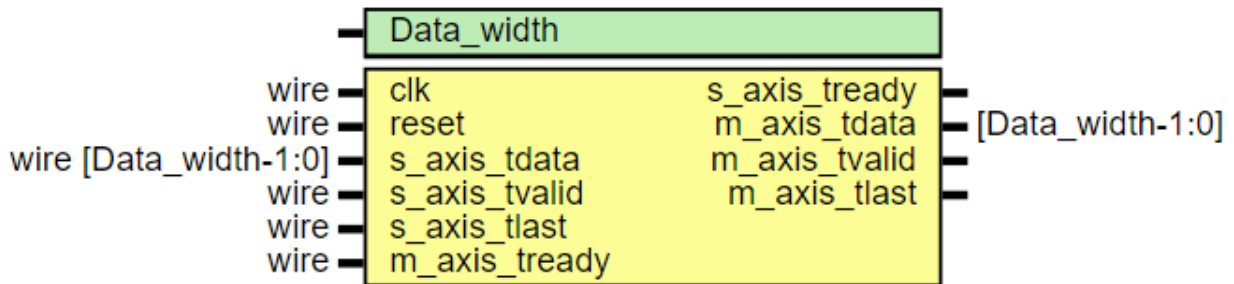 Data_width
wire clk s_axis_tready
wire reset m_axis_tdata [Data_width-1:0]
wire [Data_width-1:0] s_axis_tdata m_axis_tvalid
wire s_axis_tvalid m_axis_tlast
wire s_axis_tlast
wire m_axis_tready